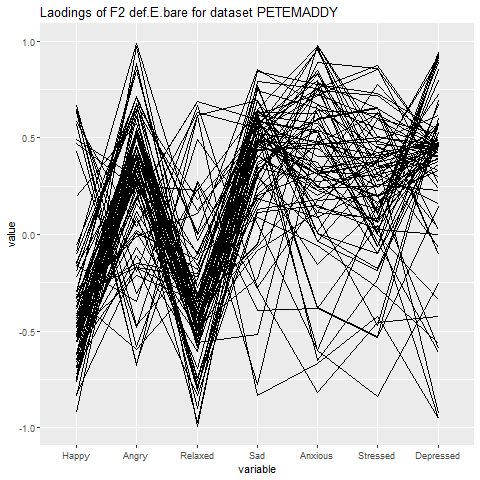 Laodings of F2 def.E.bare for dataset PETEMADDY
1.0
0.5
0.0
-0.5
-1.0
value
Happy Angry Relaxed Sad Anxious Stressed Depressed
variable